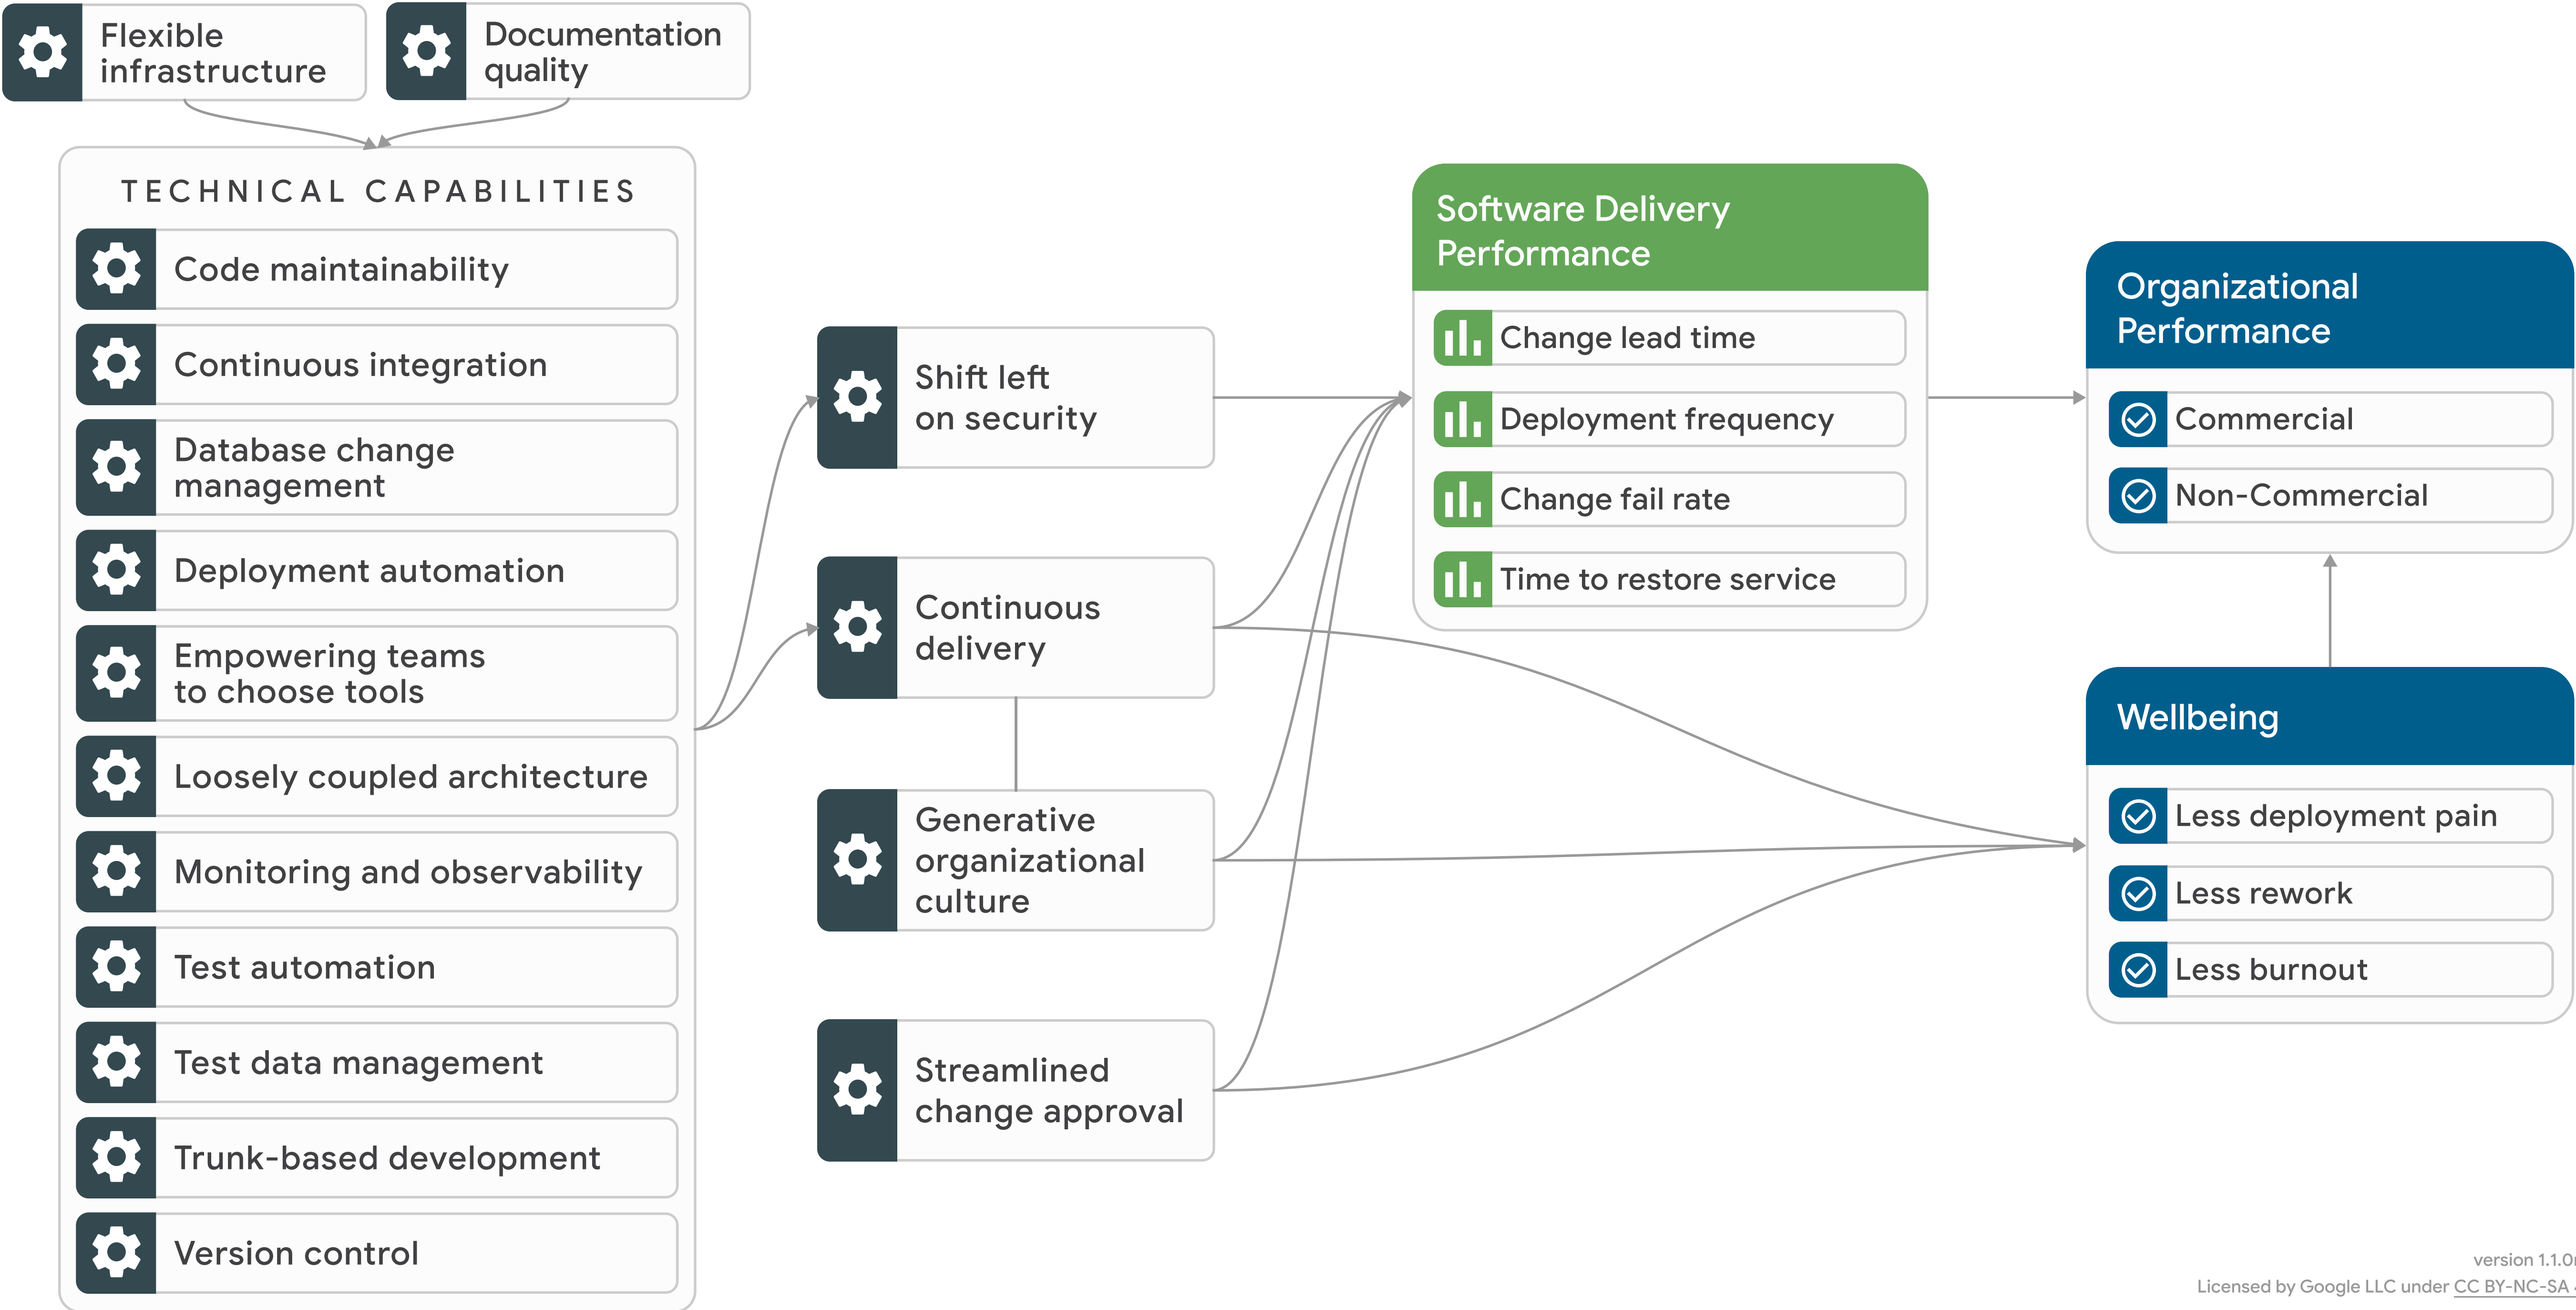 Flexible
infrastructure
Documentation
quality
TECHNICAL CAPABILITIES
Code maintainability
Continuous integration
Database change
management
Deployment automation
Empowering teams
to choose tools
Loosely coupled architecture
Monitoring and observability
Test automation
Test data management
Trunk-based development
Version control
Shift left
on security
Continuous
delivery
Generative
organizational
culture
Streamlined
change approval
Software Delivery
Performance
Change lead time
Deployment frequency
Change fail rate
Time to restore service
Organizational
Performance
Commercial
Non-Commercial
Wellbeing
Less deployment pain
Less rework
Less burnout
version 1.1.0
Licensed by Google LLC under CC BY-NC-SA